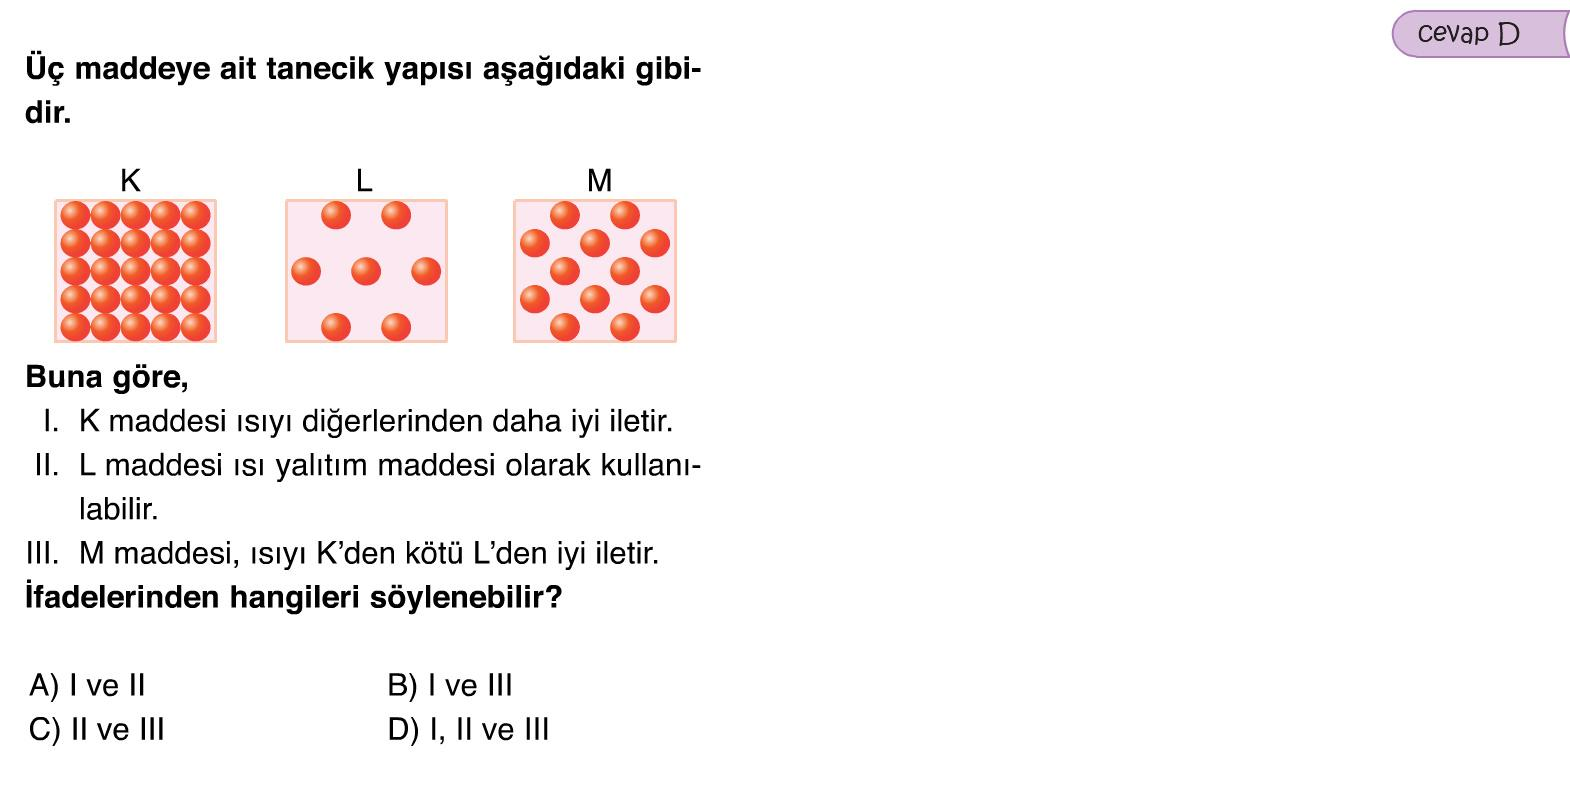 cevap D
Üç maddeye ait tanecik yapısı aşağıdaki gibi-
dir.
K L M
Buna göre,
I. K maddesi ısıyı diğerlerinden daha iyi iletir.
II. L maddesi ısı yalıtım maddesi olarak kullanı-
labilir.
III. M maddesi, ısıyı K’den kötü L’den iyi iletir.
İfadelerinden hangileri söylenebilir?
A) I ve II B) I ve III
C) II ve III D) I, II ve III